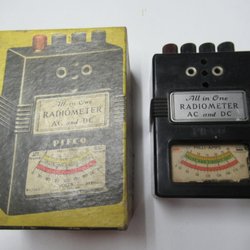 All in One
RADIOMETER
AC. and DC.
PIFCO
All in One
RADIOMETER
AC. and DC.